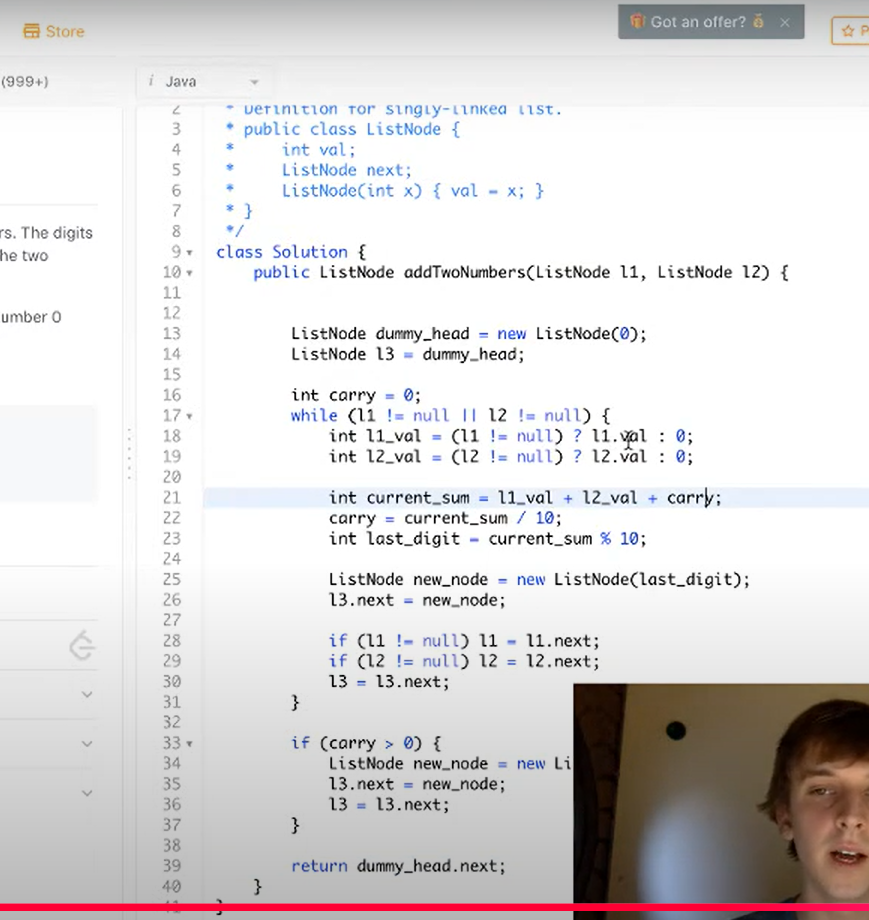 Store
Got an offer?
(999+)
i Java
2 * Definition for singly-linked list.
3 * public class ListNode {
4 * int val;
5 * ListNode next;
6 * ListNode(int x) { val = x; }
7 * }
8 */
9 class Solution {
10 public ListNode addTwoNumbers(ListNode l1, ListNode l2) {
11
12
13 ListNode dummy_head = new ListNode(0);
14 ListNode l3 = dummy_head;
15
16 int carry = 0;
17 while (l1 != null || l2 != null) {
18 int l1_val = (l1 != null) ? l1.val : 0;
19 int l2_val = (l2 != null) ? l2.val : 0;
20
21 int current_sum = l1_val + l2_val + carry;
22 carry = current_sum / 10;
23 int last_digit = current_sum % 10;
24
25 ListNode new_node = new ListNode(last_digit);
26 l3.next = new_node;
27
28 if (l1 != null) l1 = l1.next;
29 if (l2 != null) l2 = l2.next;
30 l3 = l3.next;
31 }
32
33 if (carry > 0) {
34 ListNode new_node = new Li
35 l3.next = new_node;
36 l3 = l3.next;
37 }
38
39 return dummy_head.next;
40 }
41 }
rs. The digits
he two
umber 0